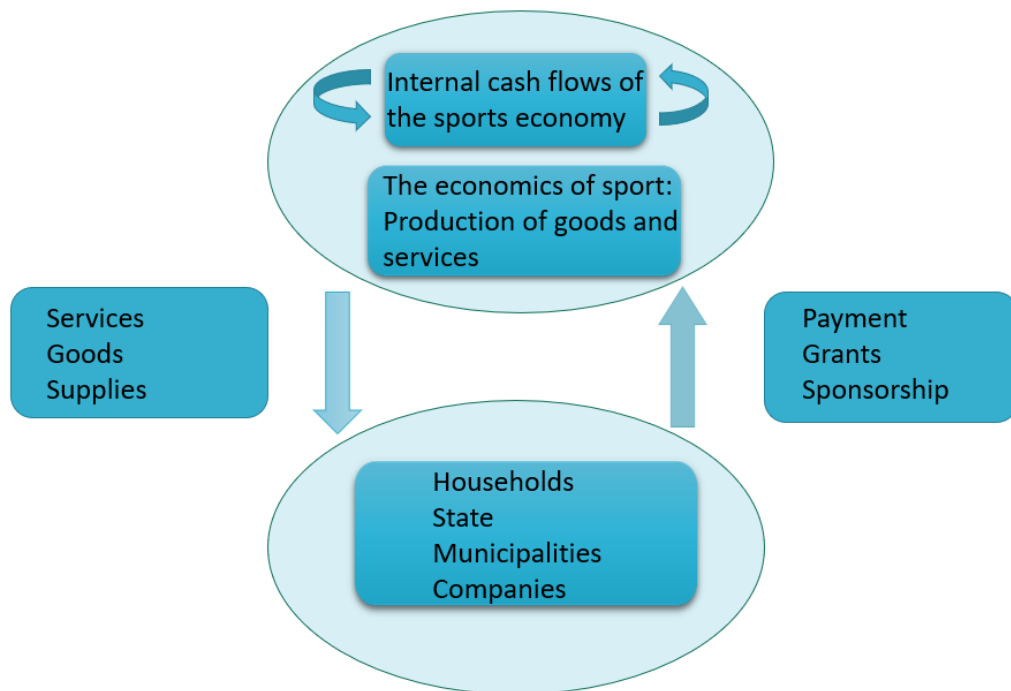 Internal cash flows of
the sports economy
The economics of sport:
Production of goods and
services
Services
Goods
Supplies
Payment
Grants
Sponsorship
Households
State
Municipalities
Companies